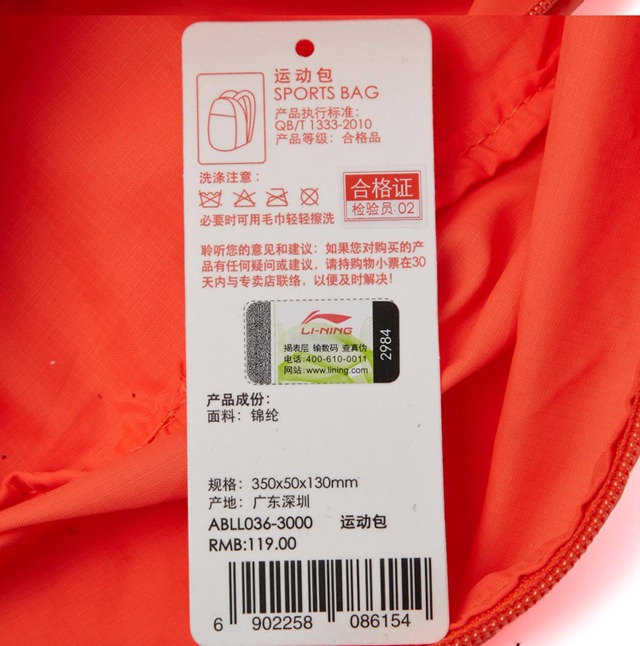 运动包
SPORTS BAG
产品执行标准：
QB/T 1333-2010
产品等级：合格品
洗涤注意：
必要时可用毛巾轻轻擦洗
合格证
检验员:02
聆听您的意见和建议：如果您对购买的产
品有任何疑问或建议，请持购物小票在30
天内与专卖店联络，以便及时解决！
LI-NING
揭表层 输数码 查真伪
电话:400-610-0011
网站:www.lining.com
2984
产品成份：
面料：锦纶
规格：350x50x130mm
产地：广东深圳
ABLL036-3000 运动包
RMB:119.00
6 902258 086154